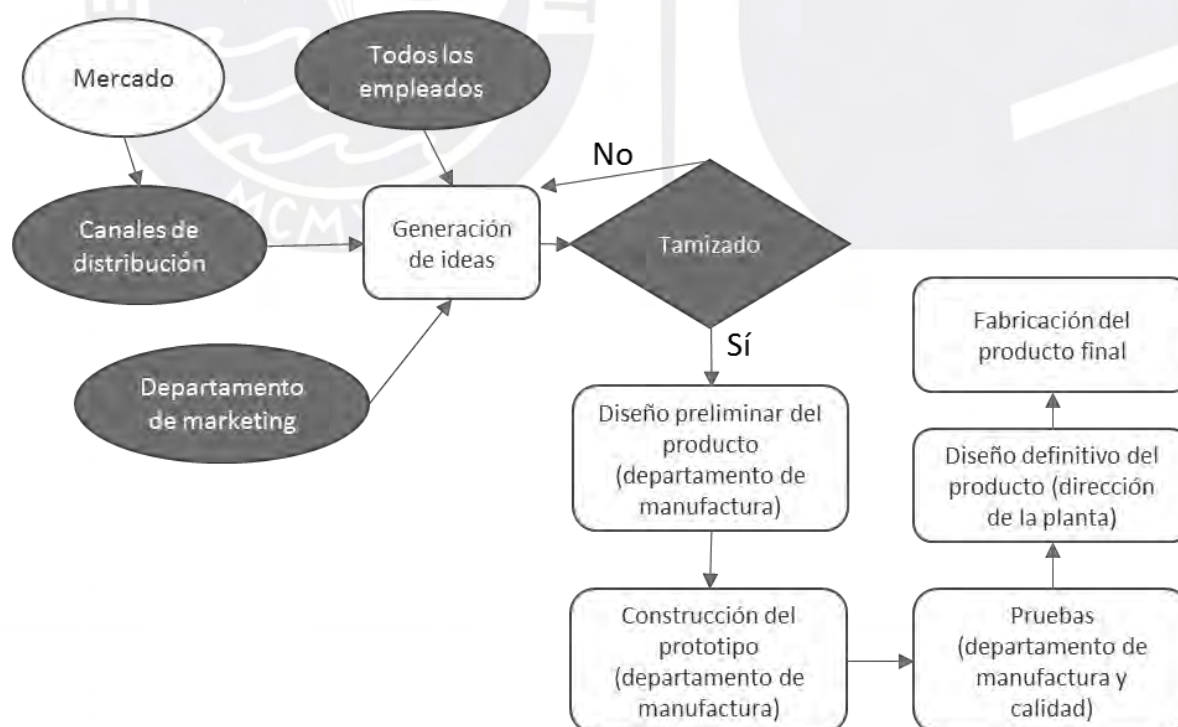 Mercado
Todos los
empleados
No
Canales de
distribución
Generación
de ideas
Tamizado
Sí
Departamento
de marketing
Fabricación del
producto final
Diseño preliminar del
producto
(departamento de
manufactura)
Diseño definitivo del
producto (dirección
de la planta)
Construcción del
prototipo
(departamento de
manufactura)
Pruebas
(departamento de
manufactura y
calidad)